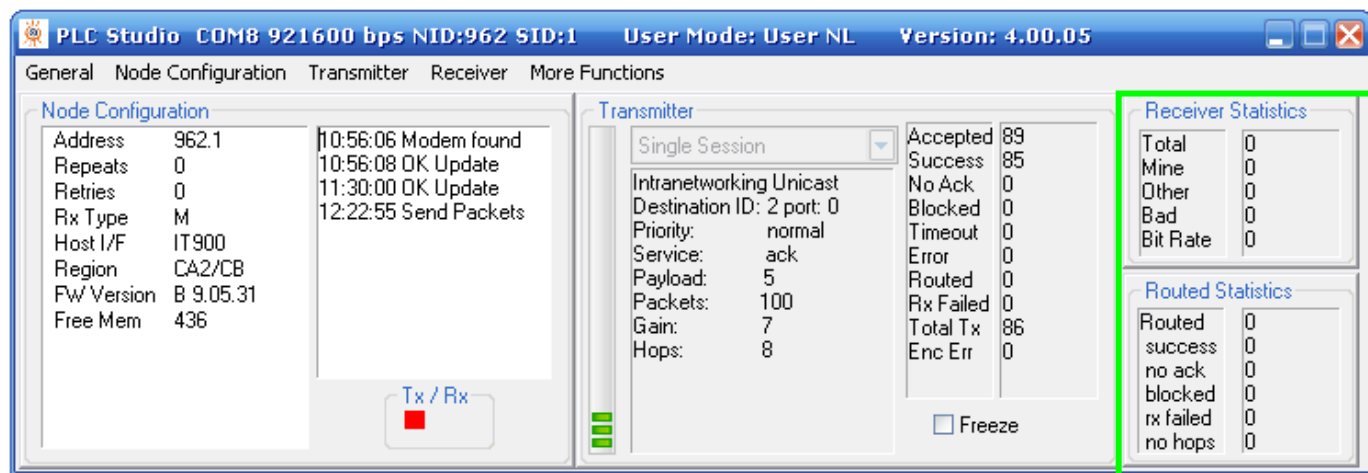 PLC Studio COM8 921600 bps NID:962 SID:1 User Mode: User NL Version: 4.00.05
General Node Configuration Transmitter Receiver More Functions
Node Configuration
Address 962.1
Repeats 0
Retries 0
Rx Type M
Host I/F IT900
Region CA2/CB
FW Version B 9.05.31
Free Mem 436
10:56:06 Modem found
10:56:08 OK Update
11:30:00 OK Update
12:22:55 Send Packets
Tx / Rx
Transmitter
Single Session
Intranetworking Unicast
Destination ID: 2 port: 0
Priority: normal
Service: ack
Payload: 5
Packets: 100
Gain: 7
Hops: 8
Accepted 89
Success 85
No Ack 0
Blocked 0
Timeout 0
Error 0
Routed 0
Rx Failed 0
Total Tx 86
Enc Err 0
Freeze
Receiver Statistics
Total 0
Mine 0
Other 0
Bad 0
Bit Rate 0
Routed Statistics
Routed 0
success 0
no ack 0
blocked 0
rx failed 0
no hops 0